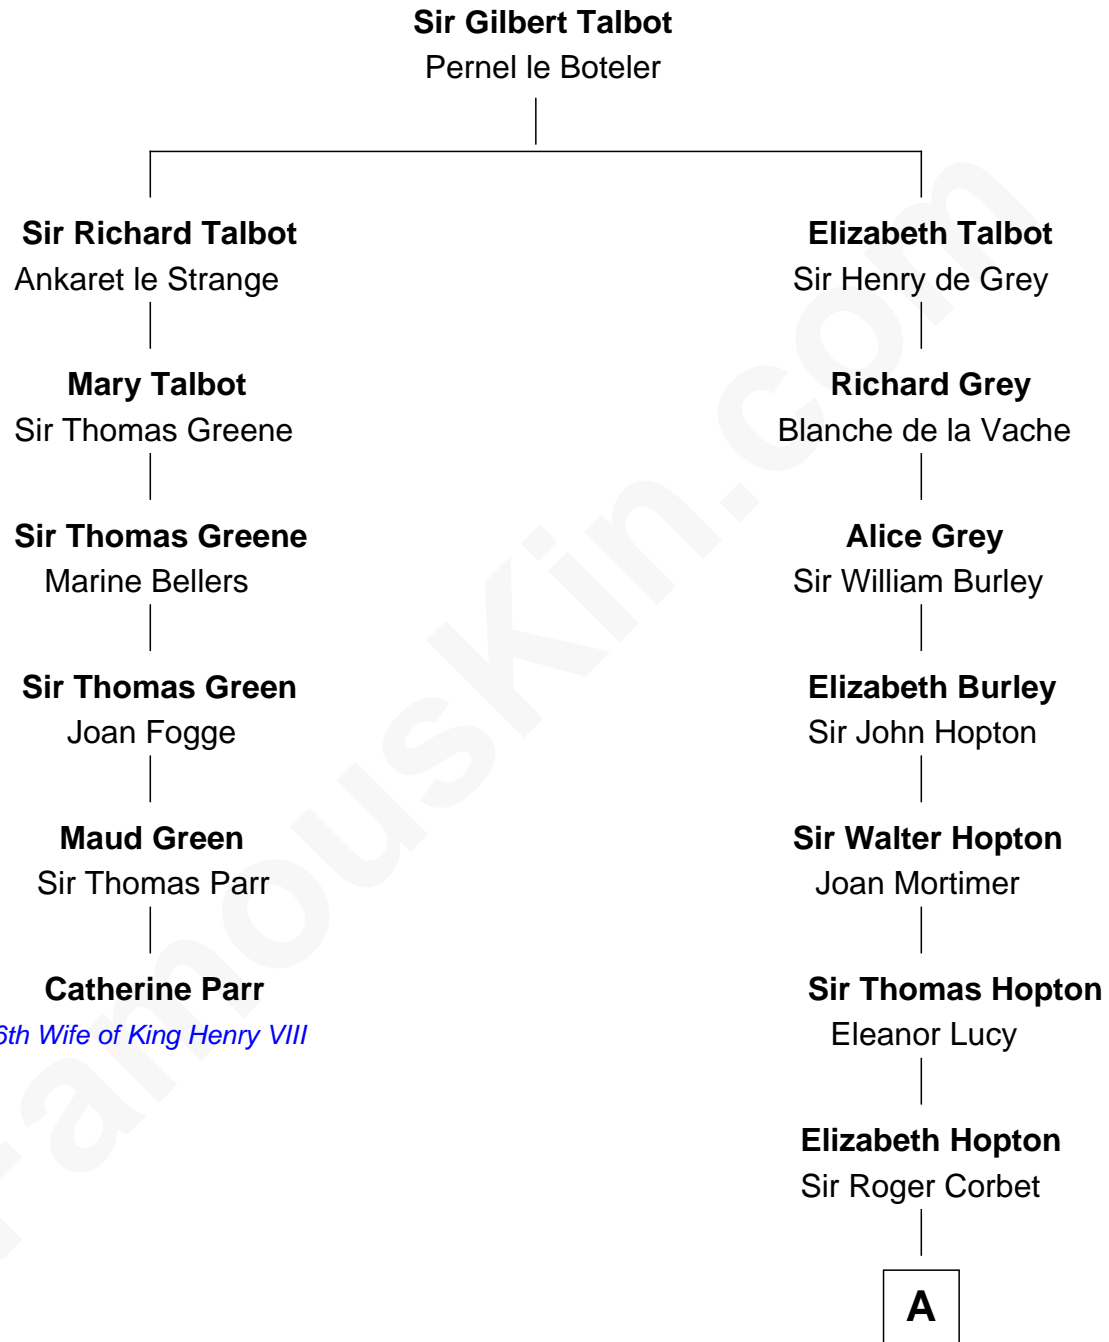 Sir Gilbert Talbot
Pernel le Boteler
Sir Richard Talbot
Ankaret le Strange
Mary Talbot
Sir Thomas Greene
Sir Thomas Greene
Marine Bellers
Sir Thomas Green
Joan Fogge
Maud Green
Sir Thomas Parr
Catherine Parr
6th Wife of King Henry VIII
Elizabeth Talbot
Sir Henry de Grey
Richard Grey
Blanche de la Vache
Alice Grey
Sir William Burley
Elizabeth Burley
Sir John Hopton
Sir Walter Hopton
Joan Mortimer
Sir Thomas Hopton
Eleanor Lucy
Elizabeth Hopton
Sir Roger Corbet
A
FamousKin.com